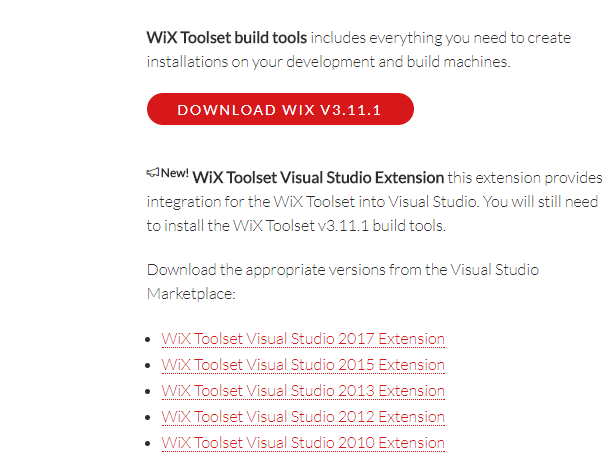 WiX Toolset build tools includes everything you need to create
installations on your development and build machines.
DOWNLOAD WIX V3.11.1
New! WiX Toolset Visual Studio Extension this extension provides
integration for the WiX Toolset into Visual Studio. You will still need
to install the WiX Toolset v3.11.1 build tools.
Download the appropriate versions from the Visual Studio
Marketplace:
• WiX Toolset Visual Studio 2017 Extension
• WiX Toolset Visual Studio 2015 Extension
• WiX Toolset Visual Studio 2013 Extension
• WiX Toolset Visual Studio 2012 Extension
• WiX Toolset Visual Studio 2010 Extension